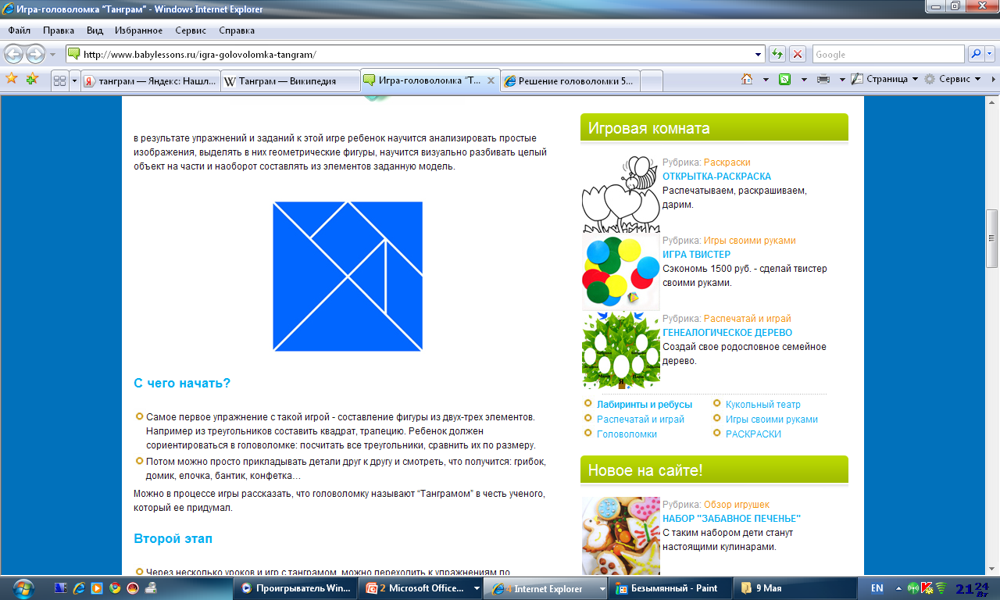 Игра-головоломка “Танграм” - Windows Internet Explorer
Файл Правка Вид Избранное Сервис Справка
http://www.babylessons.ru/igra-golovolomka-tangram/
Google
танграм — Яндекс: Нашл...
Танграм — Википедия
Игра-головоломка “Т...
Решение головоломки 5...
Страница
Сервис
в результате упражнений и заданий к этой игре ребенок научится анализировать простые
изображения, выделять в них геометрические фигуры, научится визуально разбивать целый
объект на части и наоборот составлять из элементов заданную модель.
С чего начать?
Самое первое упражнение с такой игрой - составление фигуры из двух-трех элементов.
Например из треугольников составить квадрат, трапецию. Ребенок должен
сориентироваться в головоломке: посчитать все треугольники, сравнить их по размеру.
Потом можно просто прикладывать детали друг к другу и смотреть, что получится: грибок,
домик, елочка, бантик, конфетка…
Можно в процессе игры рассказать, что головоломку называют “Танграмом” в честь ученого,
который ее придумал.
Второй этап
Через несколько уроков и игр с танграмом, можно переходить к упражнениям по
Игровая комната
Рубрика: Раскраски
ОТКРЫТКА-РАСКРАСКА
Распечатываем, раскрашиваем,
дарим.
Рубрика: Игры своими руками
ИГРА ТВИСТЕР
Сэкономь 1500 руб. - сделай твистер
своими руками.
Рубрика: Распечатай и играй
ГЕНЕАЛОГИЧЕСКОЕ ДЕРЕВО
Создай свое родословное семейное
дерево.
Лабиринты и ребусы
Кукольный театр
Распечатай и играй
Игры своими руками
Головоломки
РАСКРАСКИ
Новое на сайте!
Рубрика: Обзор игрушек
НАБОР "ЗАБАВНОЕ ПЕЧЕНЬЕ"
С таким набором дети станут
настоящими кулинарами.
Проигрыватель Win...
2 Microsoft Office...
4 Internet Explorer
Безымянный - Paint
9 Мая
EN
21 24
Вт